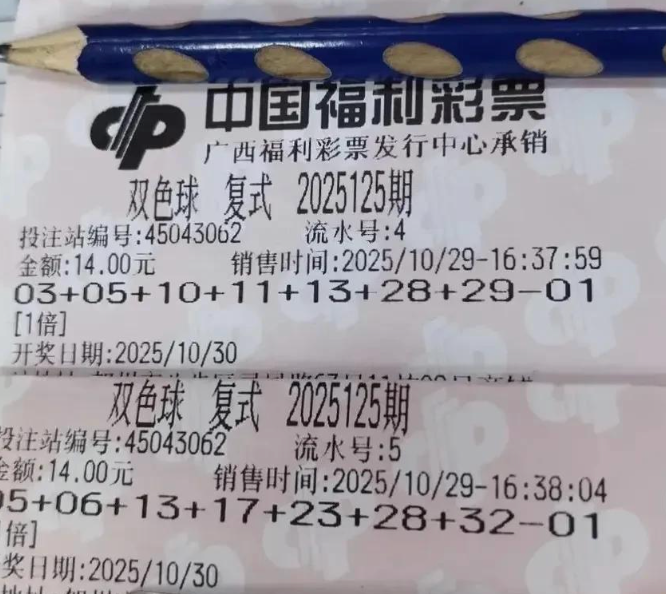 中国福利彩票
广西福利彩票发行中心承销
双色球 复式 2025125期
投注站编号:45043062 流水号:4
金额:14.00元 销售时间:2025/10/29-16:37:59
03+05+10+11+13+28+29-01
[1倍]
开奖日期:2025/10/30
双色球 复式 2025125期
投注站编号:45043062 流水号:5
金额:14.00元 销售时间:2025/10/29-16:38:04
05+06+13+17+23+28+32-01
倍]
奖日期:2025/10/30